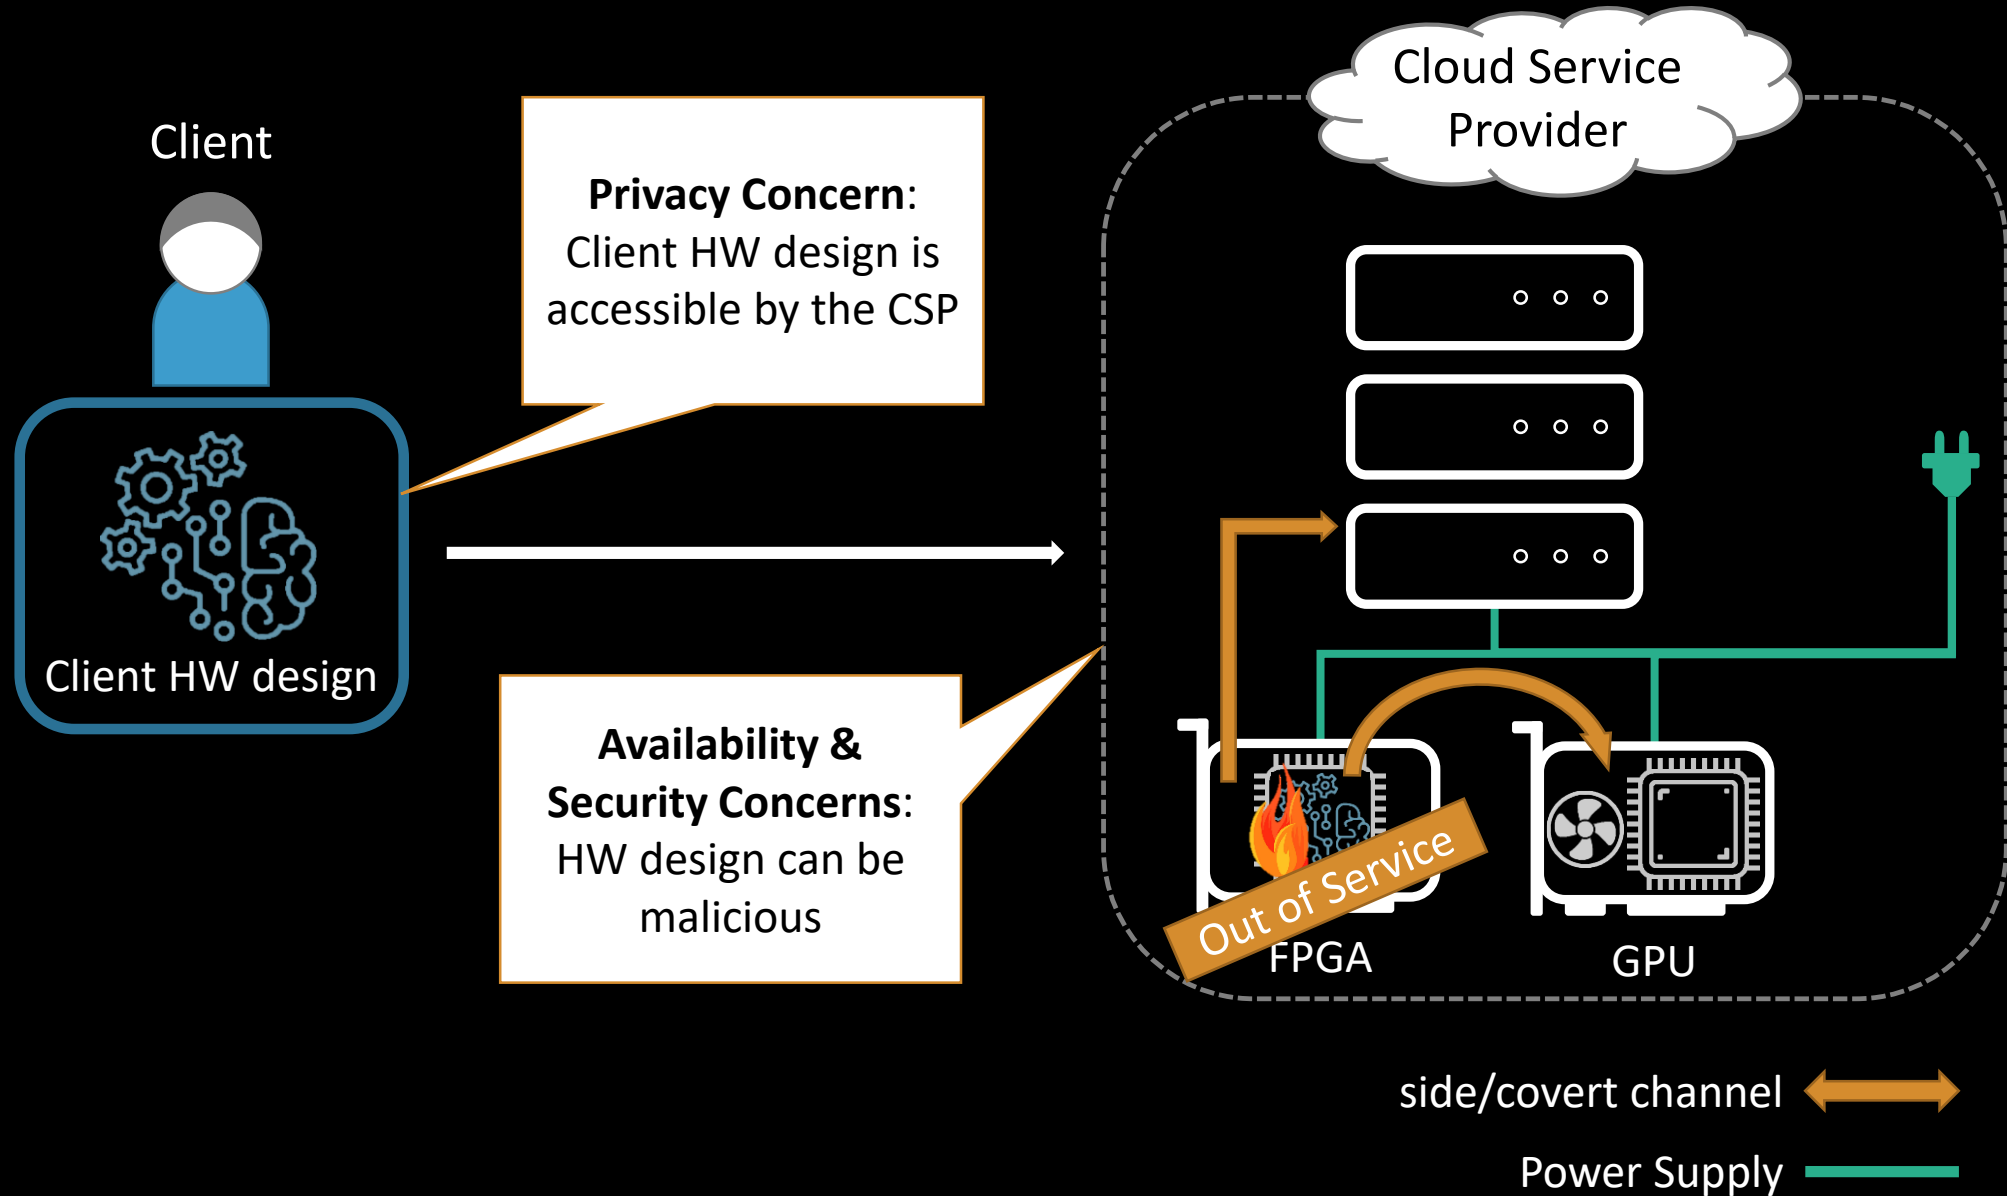 Client
Client HW design
Privacy Concern:
Client HW design is
accessible by the CSP
Availability &
Security Concerns:
HW design can be
malicious
Cloud Service
Provider
Out of Service
FPGA
GPU
side/covert channel
Power Supply